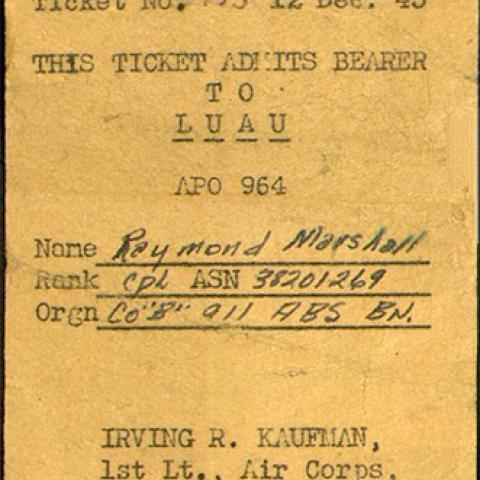 Ticket No. 12 Dec. 43
THIS TICKET ADMITS BEARER
TO
LUAU
APO 964
Name Raymond Marshall
Rank Cpl ASN 38201269
Orgn Co "B" 911 ABS BN.
IRVING R. KAUFMAN,
1st Lt., Air Corps,